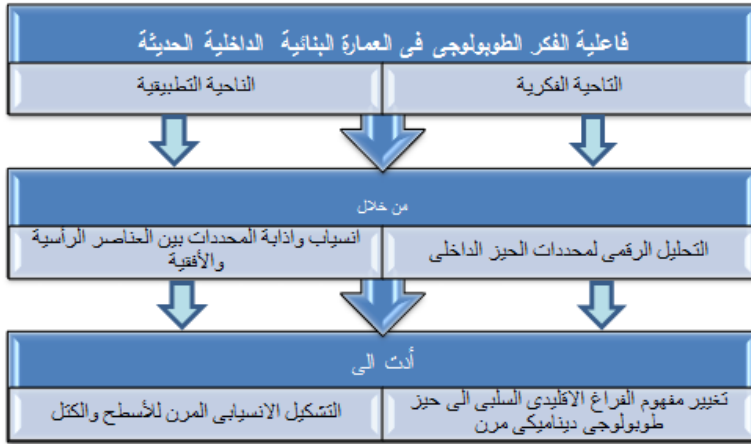 فاعلية الفكر الطوبولوجى فى العمارة البنائية الداخلية الحديثة
التاحية الفكرية
الناحية التطبيقية
من خلال
التحليل الرقمى لمحددات الحيز الداخلى
انسياب واذابة المحددات بين العناصر الرأسية
والأفقية
أدت الى
تغيير مفهوم الفراغ الاقليدى السلبى الى حيز
طوبولوجى ديناميكى مرن
التشكيل الانسيابى المرن للأسطح والكتل